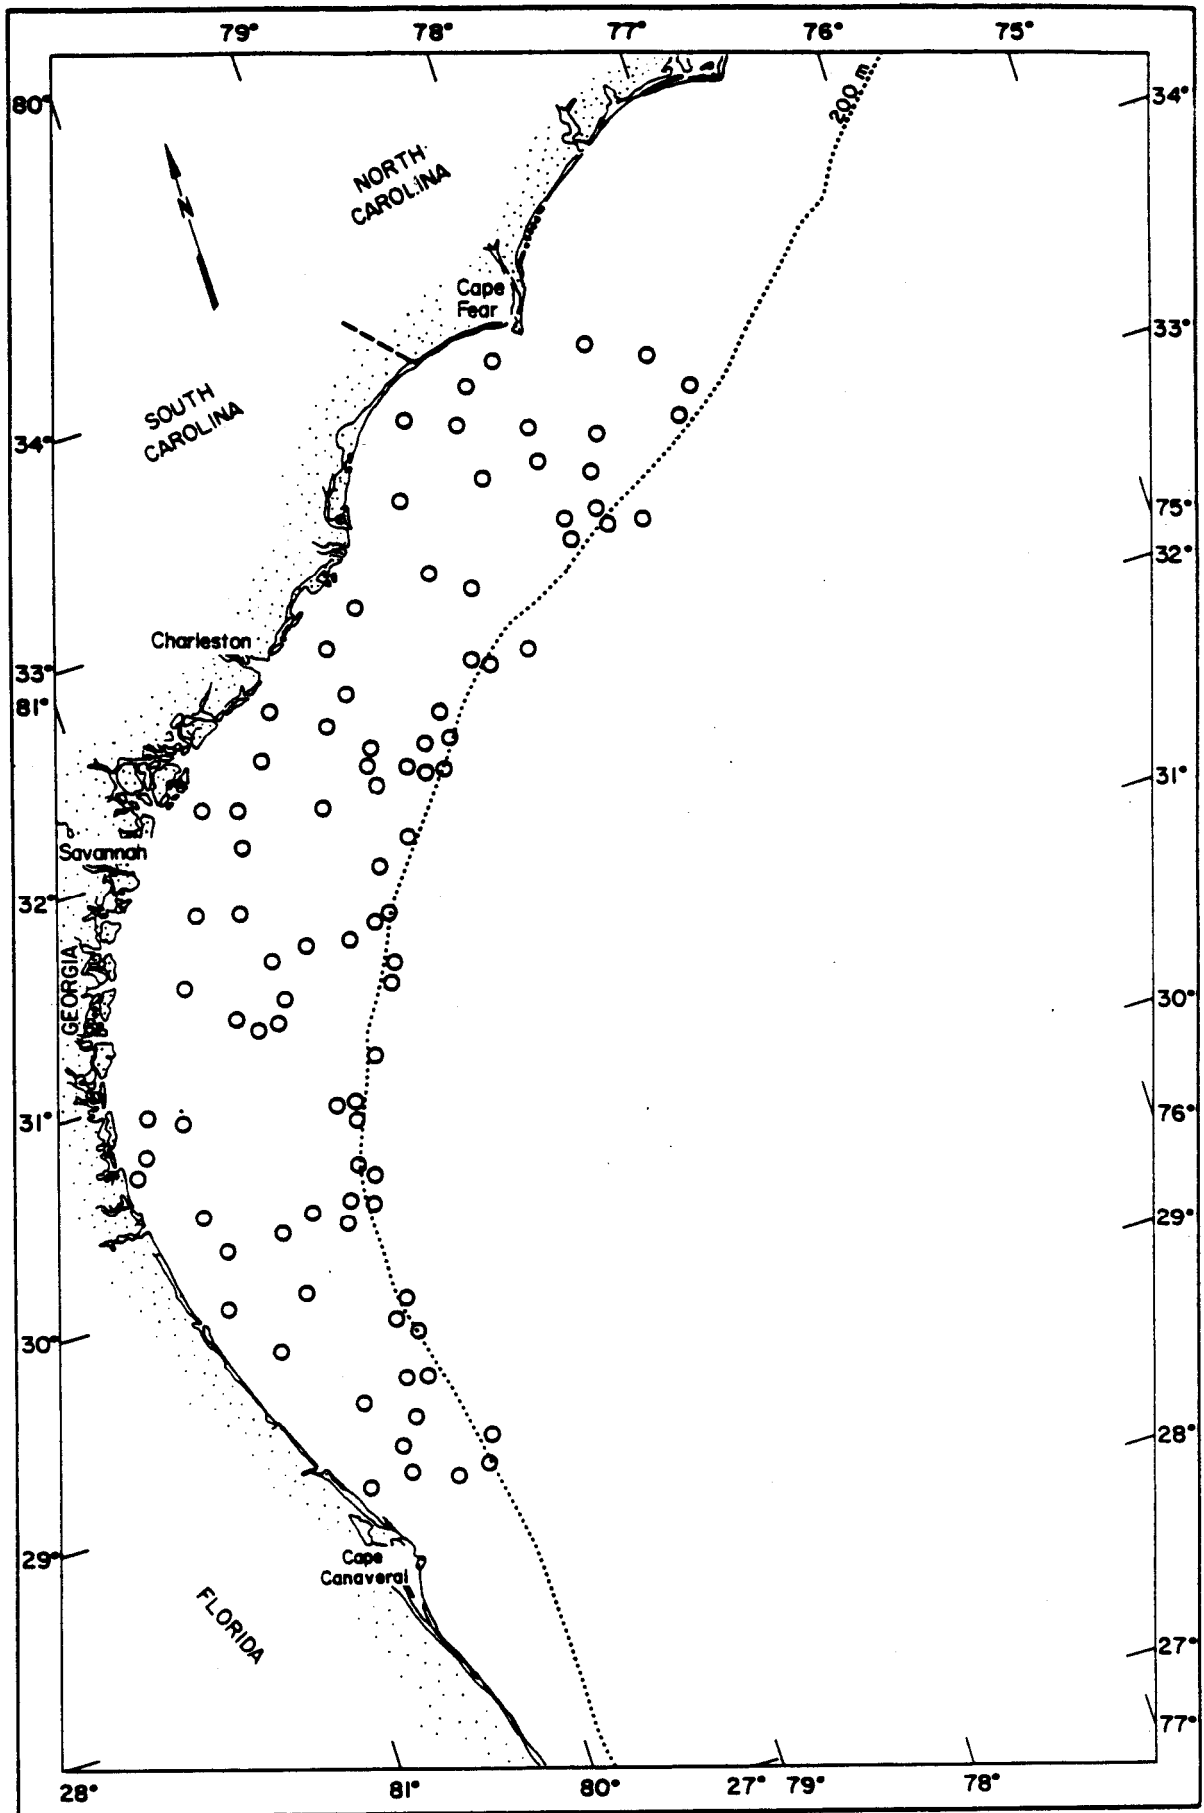 79° 78° 77° 76° 75°
200 m
80°
34°
NORTH
CAROLINA
N
Cape
Fear
33°
SOUTH
CAROLINA
34°
75°
32°
Charleston
33°
81°
31°
Savannah
32°
GEORGIA
30°
31°
76°
29°
30°
28°
29°
Cape
Canaveral
FLORIDA
27°
77°
28° 81° 80° 27° 79° 78°